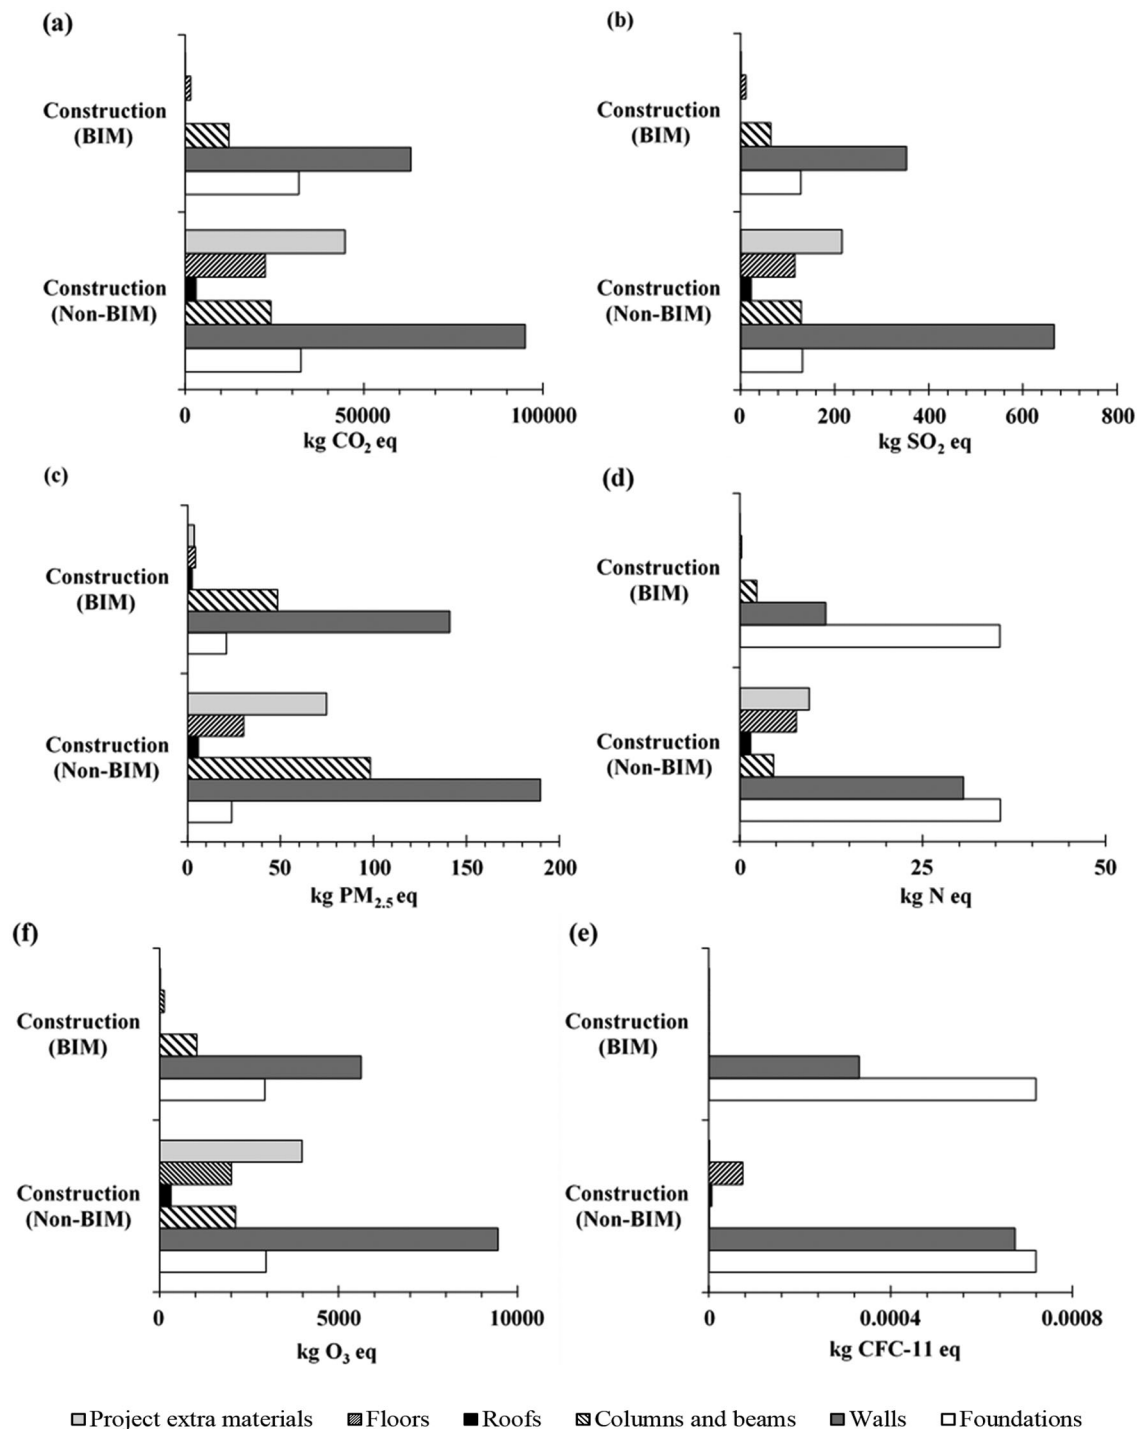 (a)
Construction
(BIM)
Construction
(Non-BIM)
0 50000 100000
kg CO₂ eq
(b)
Construction
(BIM)
Construction
(Non-BIM)
0 200 400 600 800
kg SO₂ eq
(c)
Construction
(BIM)
Construction
(Non-BIM)
0 50 100 150 200
kg PM₂.₅ eq
(d)
Construction
(BIM)
Construction
(Non-BIM)
0 25 50
kg N eq
(f)
Construction
(BIM)
Construction
(Non-BIM)
0 5000 10000
kg O₃ eq
(e)
Construction
(BIM)
Construction
(Non-BIM)
0 0.0004 0.0008
kg CFC-11 eq
Project extra materials Floors Roofs Columns and beams Walls Foundations